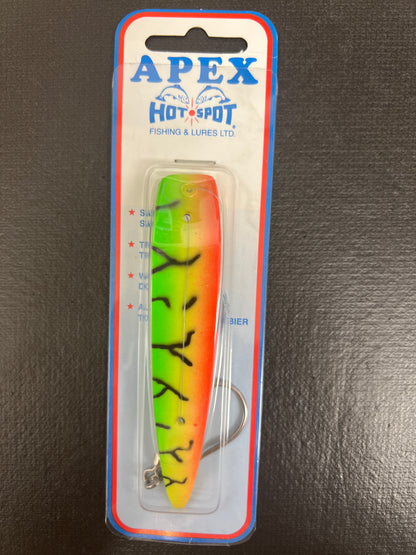 APEX
HOT SPOT®
FISHING & LURES LTD.
BIER